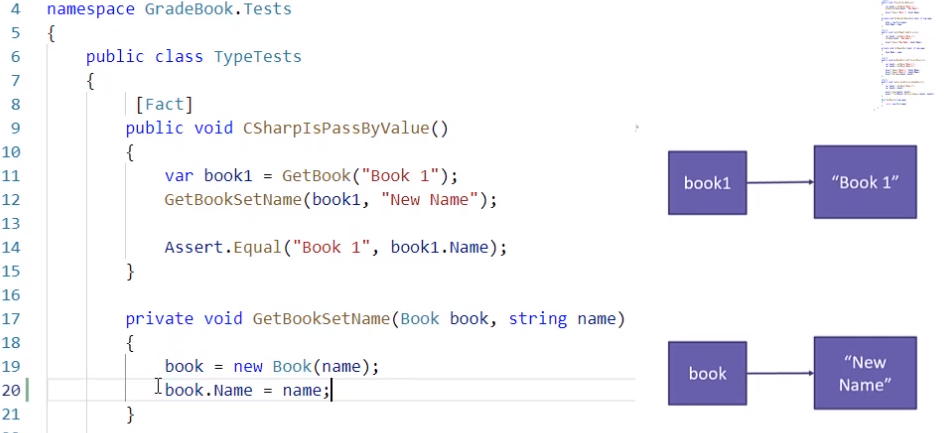 4 namespace GradeBook.Tests
5 {
6 public class TypeTests
7 {
8 [Fact]
9 public void CSharpIsPassByValue()
10 {
11 var book1 = GetBook("Book 1");
12 GetBookSetName(book1, "New Name");
13
14 Assert.Equal("Book 1", book1.Name);
15 }
16
17 private void GetBookSetName(Book book, string name)
18 {
19 book = new Book(name);
20 book.Name = name;
21 }
book1
“Book 1”
book
“New
Name”